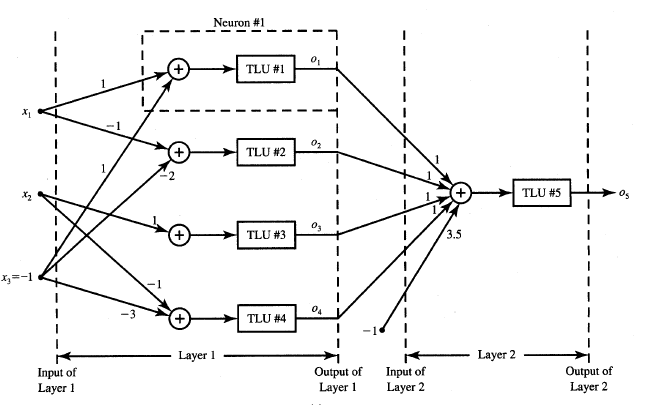 Neuron #1
TLU #1
o1
1
x1
−1
TLU #2
o2
1
−2
1
1
x2
TLU #5
o5
1
1
TLU #3
o3
1
3.5
x3=−1
−1
−3
TLU #4
o4
−1
Layer 1
Layer 2
Input of
Layer 1
Output of
Layer 1
Input of
Layer 2
Output of
Layer 2